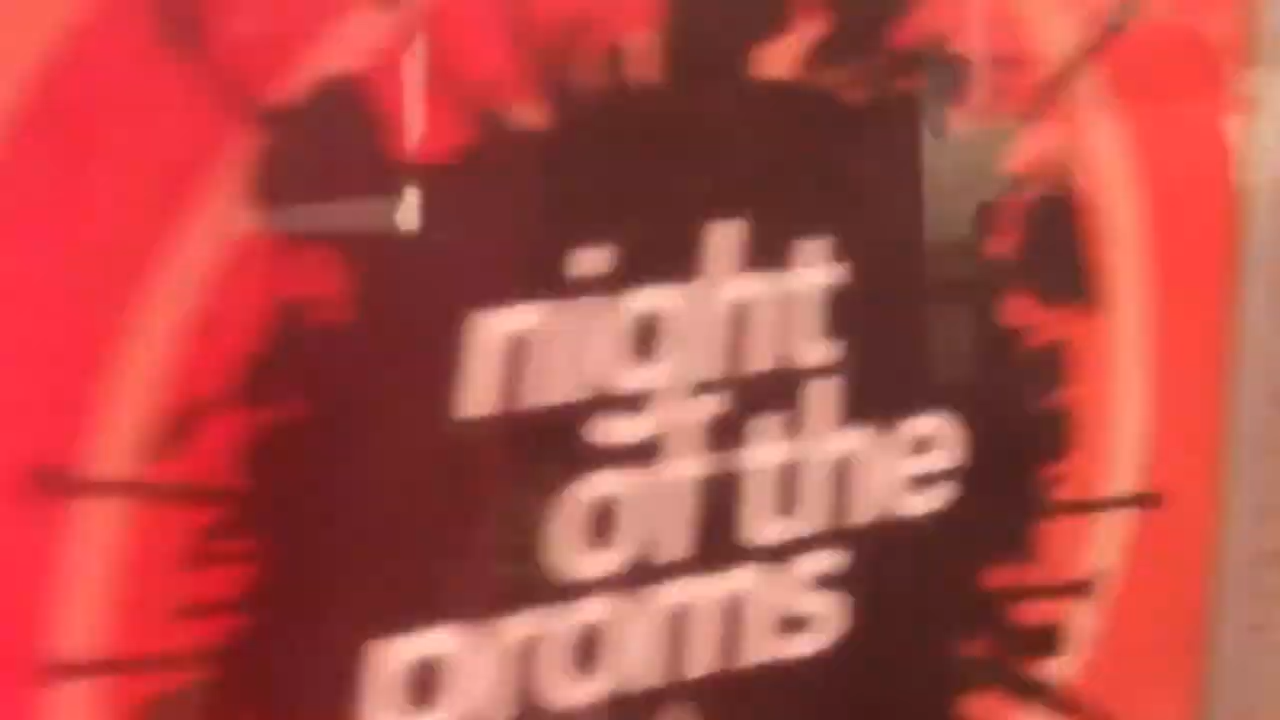 night
of the
proms